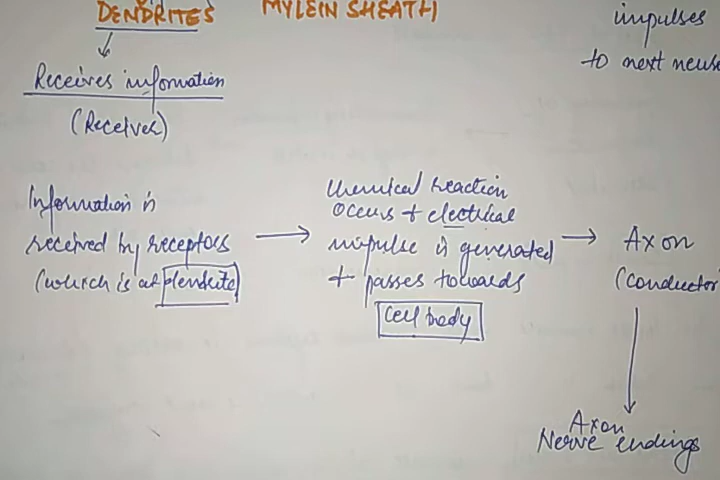 DENDRITES
MYLEIN SHEATH
impulses
to next
Receives information
(Receiver)
Information is
received by receptors
(which is at dendrite)
Chemical reaction
occurs + electrical
impulse is generated
+ passes towards
cell body
Axon
(conductor
Axon
Nerve endings